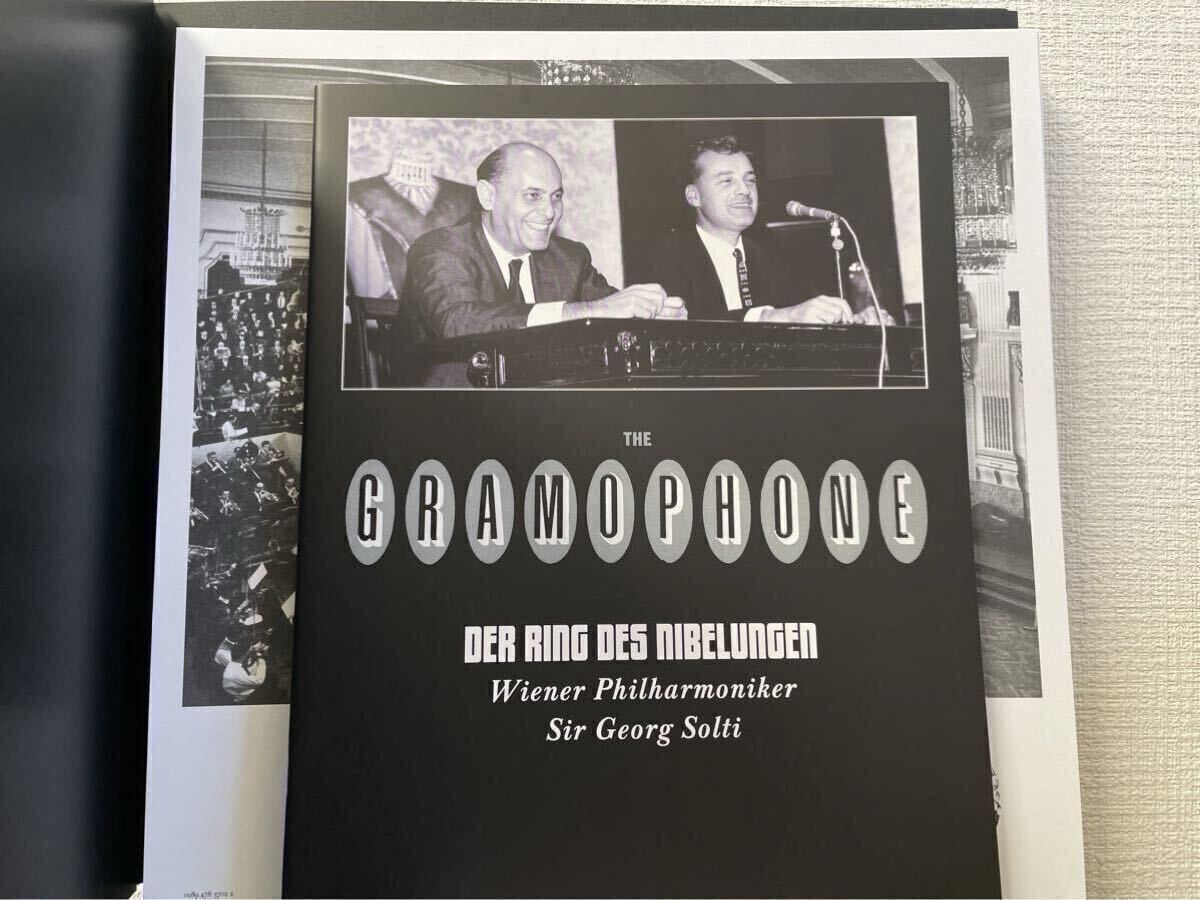 THE
GRAMOPHONE
DER RING DES NIBELUNGEN
Wiener Philharmoniker
Sir Georg Solti